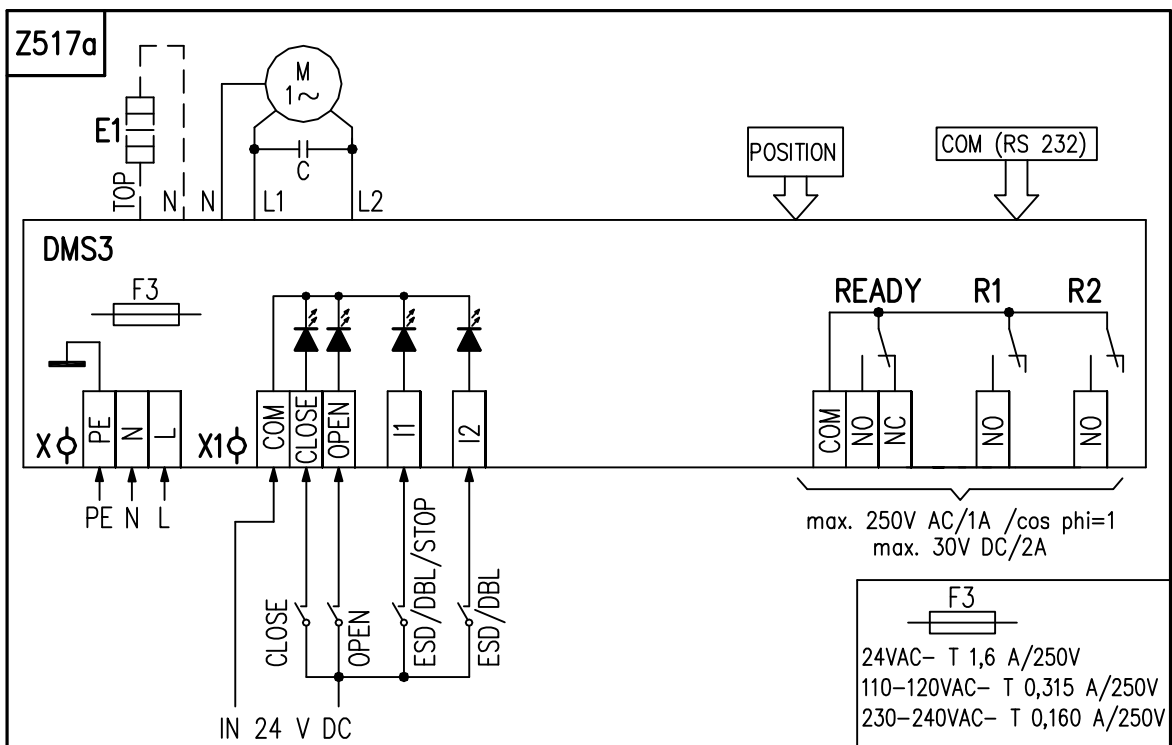 Z517a
M
1~
E1
C
POSITION
COM (RS 232)
TOP
N
N
L1
L2
DMS3
F3
READY
R1
R2
X
PE
N
L
X1
COM
CLOSE
OPEN
I1
I2
COM
NO
NC
NO
NO
PE N L
CLOSE
OPEN
ESD/DBL/STOP
ESD/DBL
IN 24 V DC
max. 250V AC/1A /cos phi=1
max. 30V DC/2A
F3
24VAC– T 1,6 A/250V
110–120VAC– T 0,315 A/250V
230–240VAC– T 0,160 A/250V